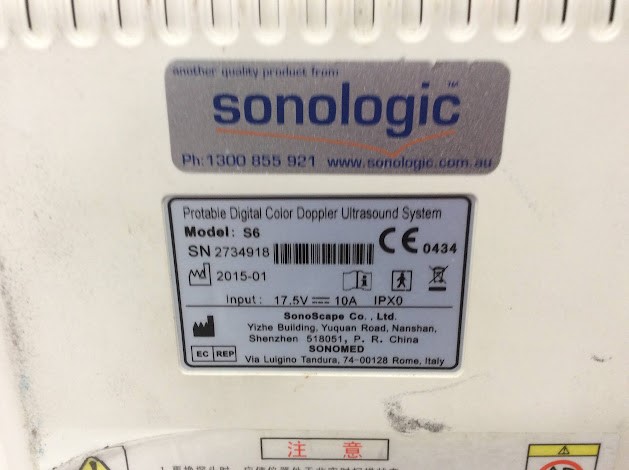 another quality product from
sonologic™
Ph:1300 855 921 www.sonologic.com.au
Protable Digital Color Doppler Ultrasound System
Model: S6
SN 2734918
CE 0434
2015-01
Input: 17.5V 10A IPX0
SonoScape Co., Ltd.
Yizhe Building, Yuquan Road, Nanshan,
Shenzhen 518051, P. R. China
EC REP
SONOMED
Via Luigino Tandura, 74-00128 Rome, Italy
注 意